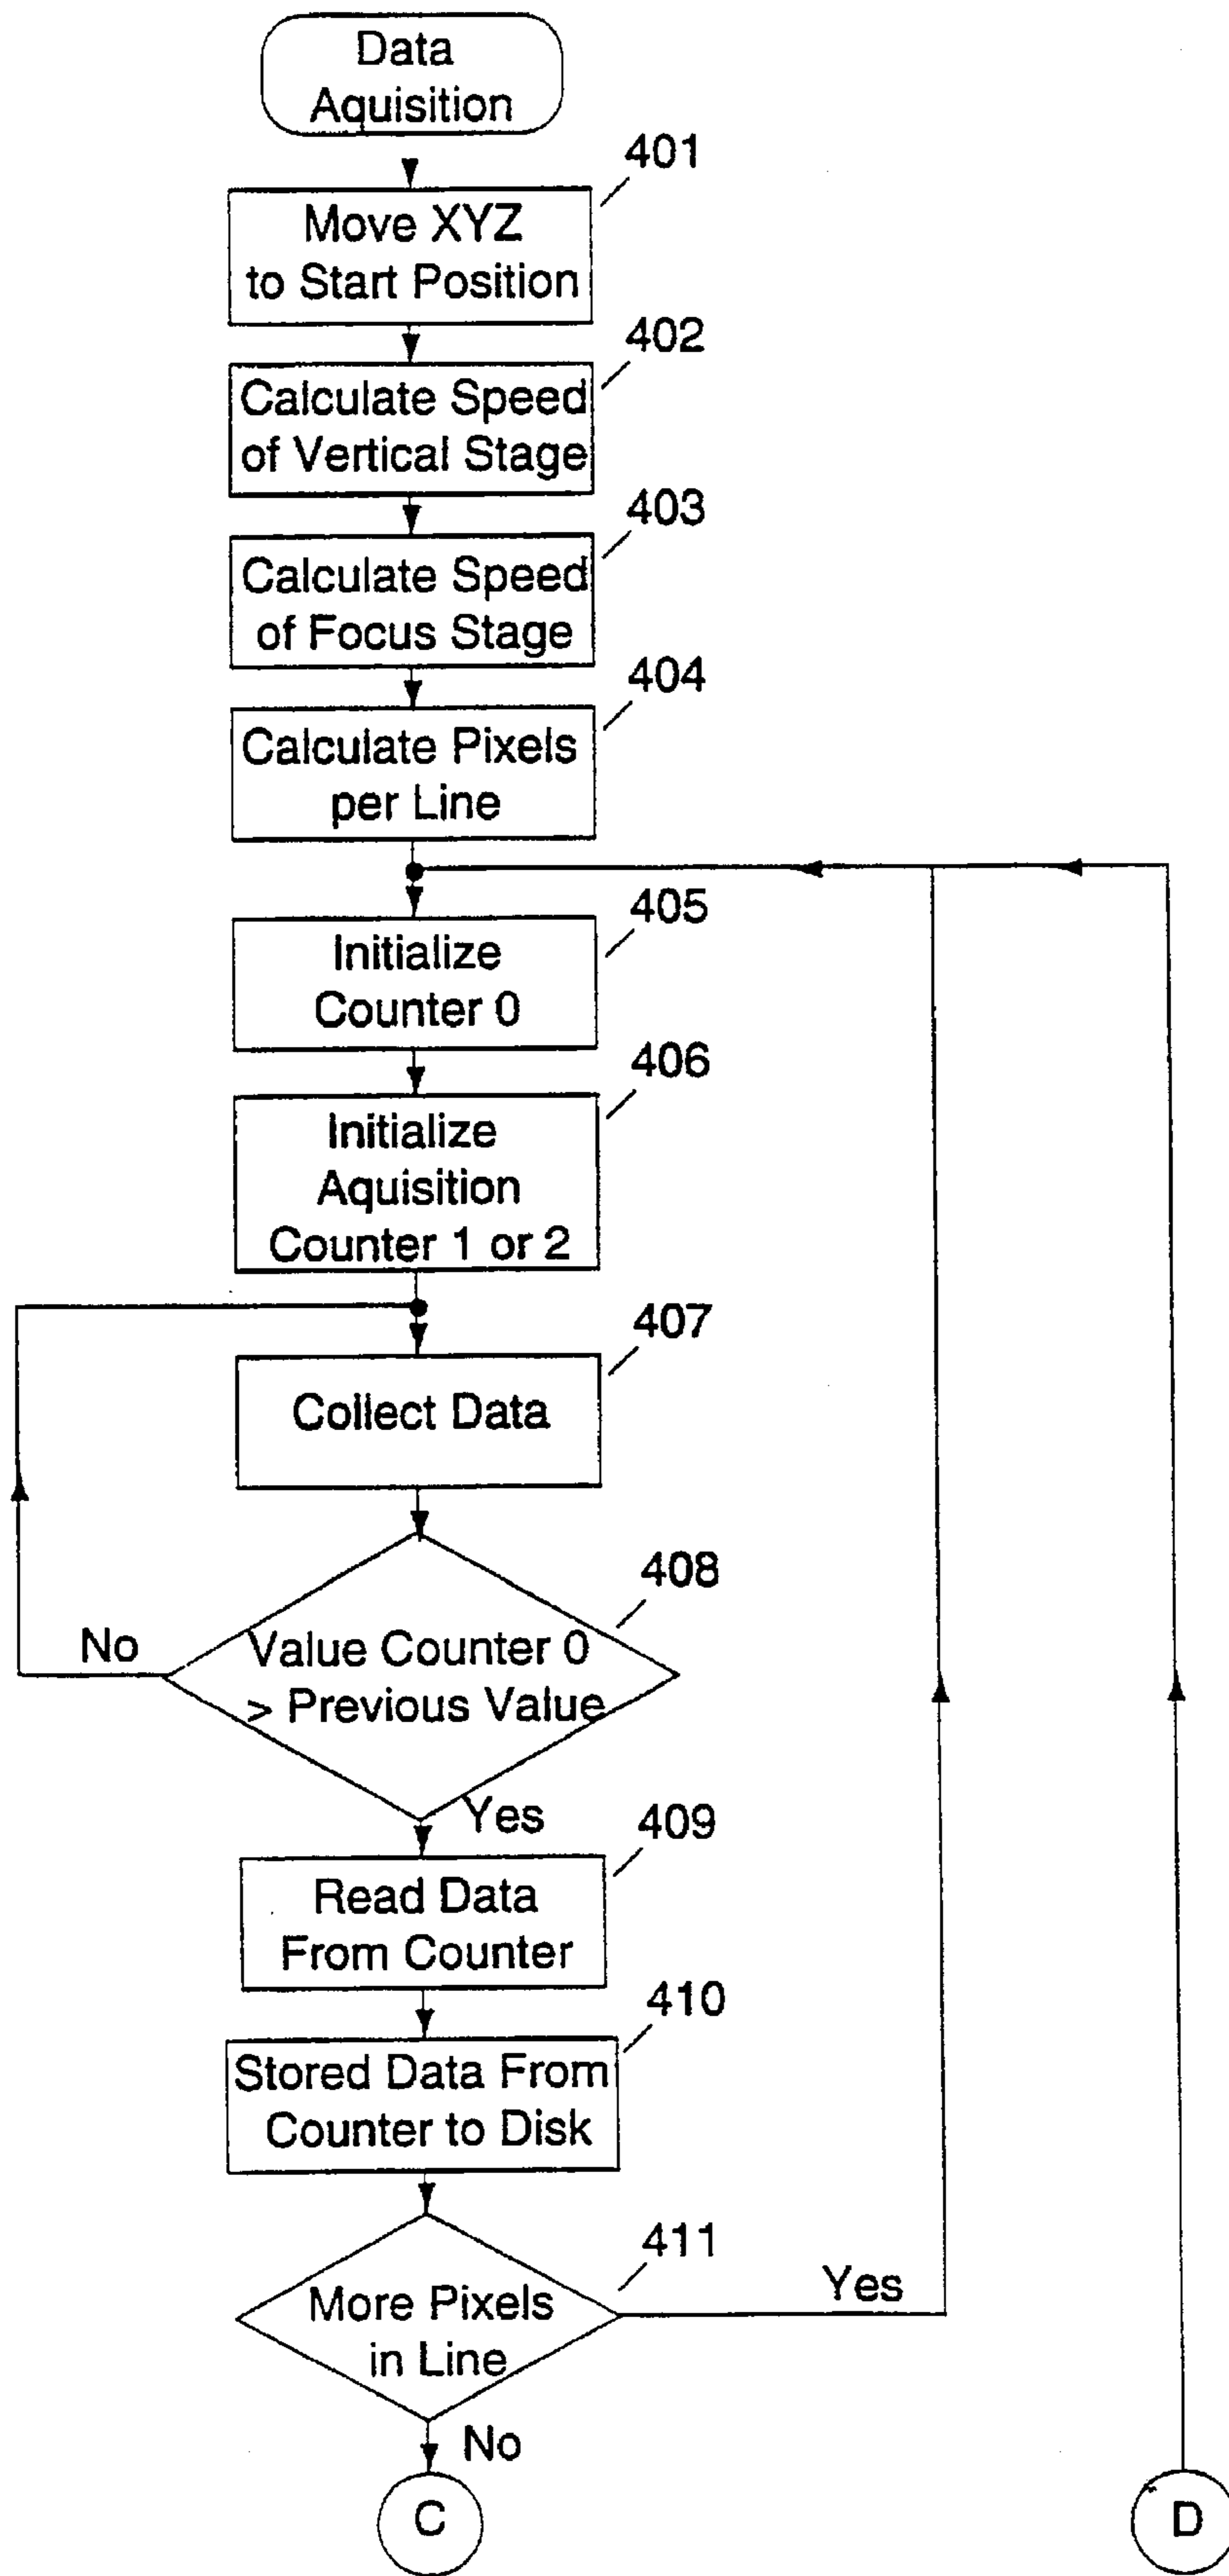 Data
Aquisition
401
Move XYZ
to Start Position
402
Calculate Speed
of Vertical Stage
403
Calculate Speed
of Focus Stage
404
Calculate Pixels
per Line
405
Initialize
Counter 0
406
Initialize
Aquisition
Counter 1 or 2
407
Collect Data
408
No
Value Counter 0
> Previous Value
Yes
409
Read Data
From Counter
410
Stored Data From
Counter to Disk
411
More Pixels
in Line
Yes
No
C
D